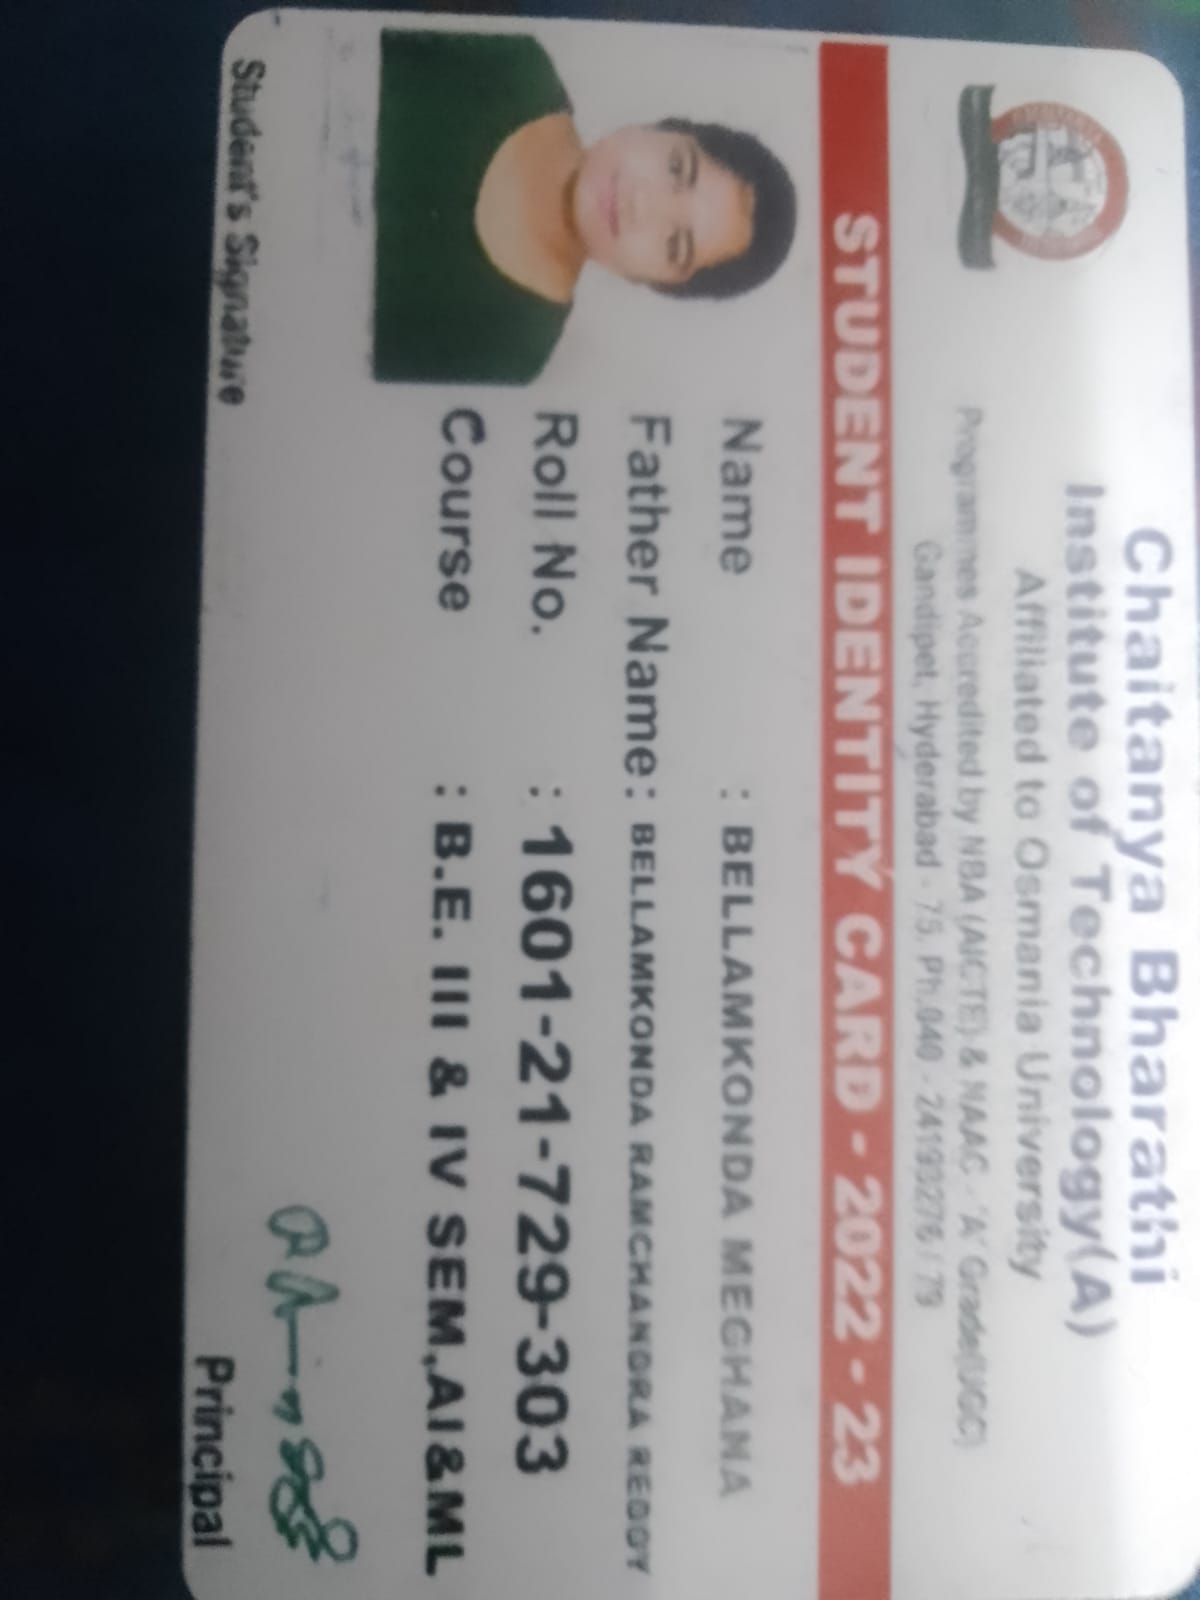 Chaitanya Bharathi
Institute of Technology(A)
Affiliated to Osmania University
Programmes Accredited by NBA (AICTE) & NAAC - 'A' Grade(UGC)
Gandipet, Hyderabad - 75. Ph.040 - 24193276 / 79
STUDENT IDENTITY CARD - 2022 - 23
Name : BELLAMKONDA MEGHANA
Father Name : BELLAMKONDA RAMCHANDRA REDDY
Roll No. : 1601-21-729-303
Course : B.E. III & IV SEM,AI&ML
Student's Signature
Principal